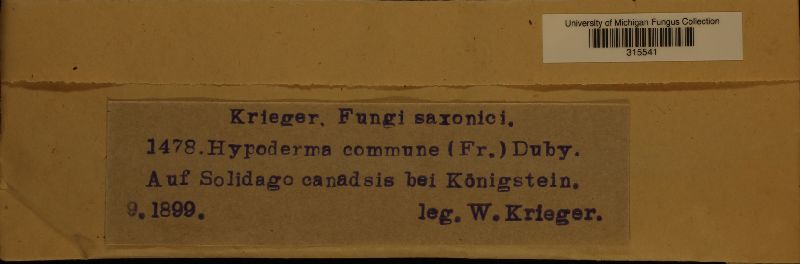 University of Michigan Fungus Collection
315541
Krieger. Fungi saxonici.
1478. Hypoderma commune (Fr.) Duby.
Auf Solidago canadsis bei Königstein.
9. 1899. leg. W. Krieger.